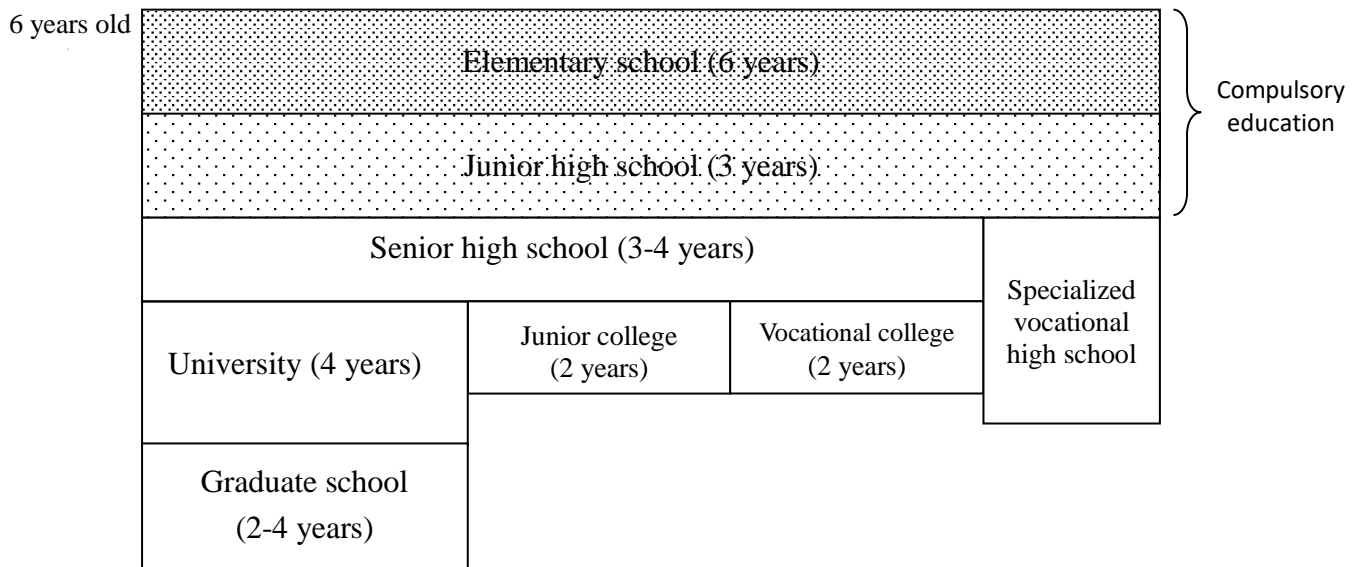 6 years old
Elementary school (6 years)
Compulsory
education
Junior high school (3 years)
Senior high school (3-4 years)
Specialized
vocational
high school
University (4 years)
Junior college
(2 years)
Vocational college
(2 years)
Graduate school
(2-4 years)